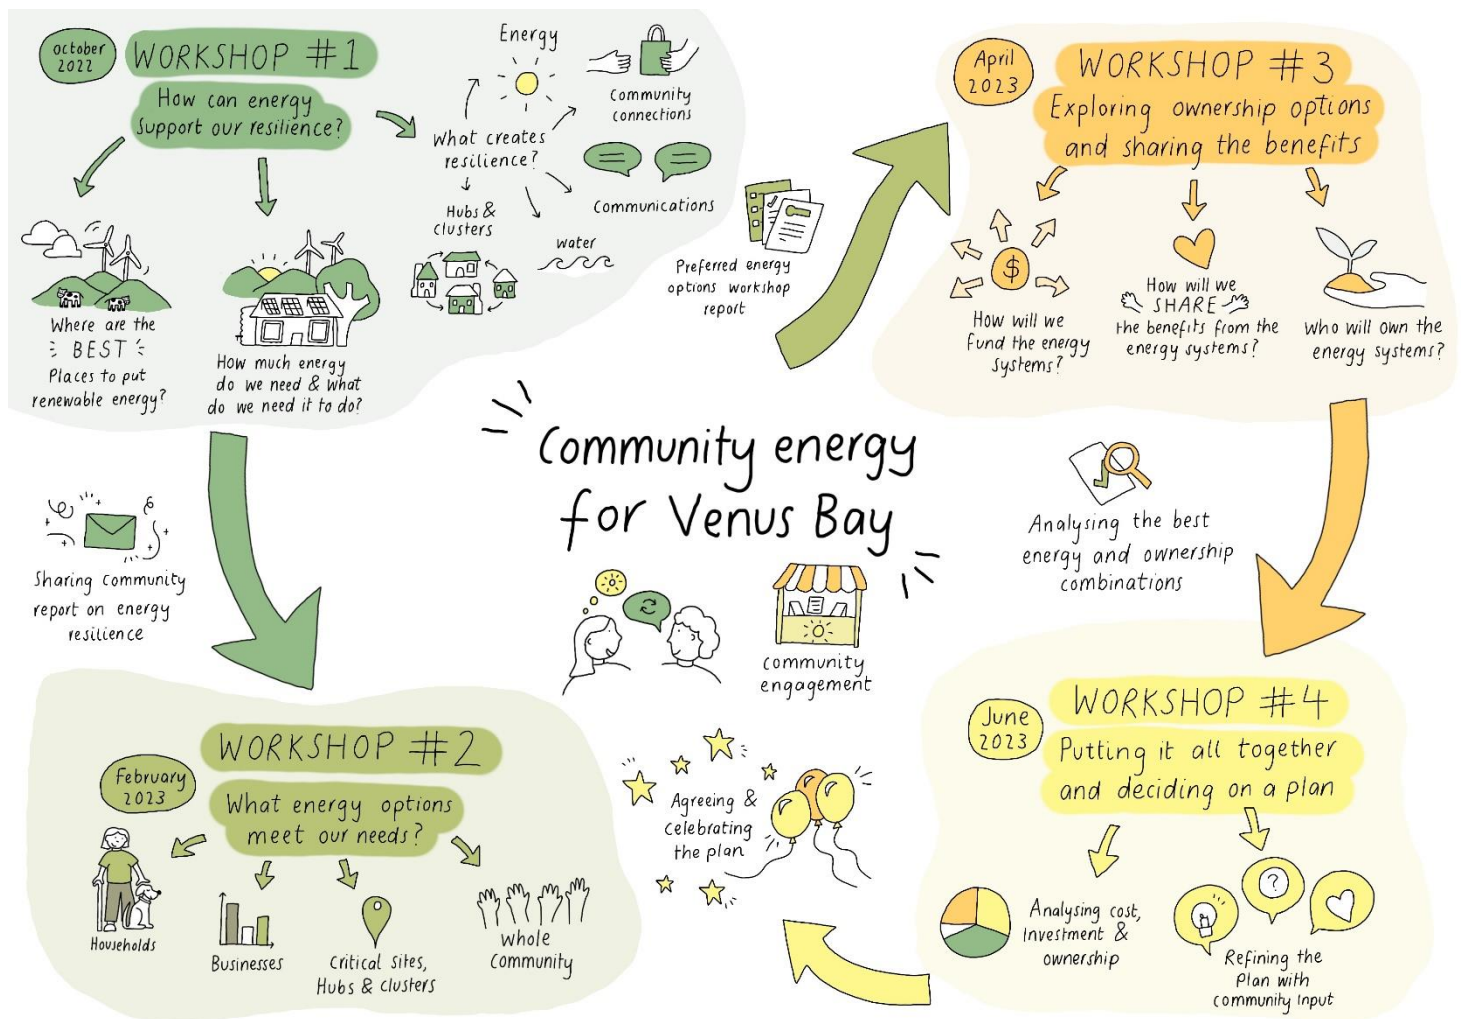 October
2022
WORKSHOP #1
How can energy
support our resilience?
Where are the
BEST
Places to put
renewable energy?
How much energy
do we need & what
do we need it to do?
What creates
resilience?
Energy
Community
connections
Communications
water
Hubs &
clusters
Sharing community
report on energy
resilience
WORKSHOP #2
February
2023
What energy options
meet our needs?
Households
Businesses
Critical sites,
Hubs & clusters
whole
Community
Preferred energy
options workshop
report
April
2023
WORKSHOP #3
Exploring ownership options
and sharing the benefits
$
How will we
fund the energy
systems?
How will we
SHARE
the benefits from the
energy systems?
Who will own the
energy systems?
Community energy
for Venus Bay
community
engagement
Analysing the best
energy and ownership
combinations
June
2023
WORKSHOP #4
Putting it all together
and deciding on a plan
Analysing cost,
Investment &
ownership
?
Refining the
Plan with
community Input
Agreeing &
celebrating
the plan